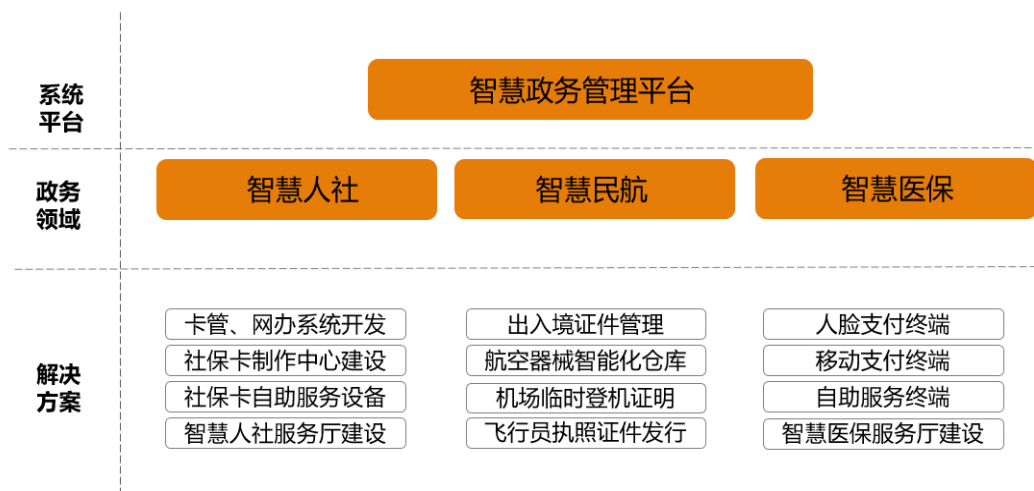 系统
平台
智慧政务管理平台
政务
领域
智慧人社
智慧民航
智慧医保
解决
方案
卡管、网办系统开发
社保卡制作中心建设
社保卡自助服务设备
智慧人社服务厅建设
出入境证件管理
航空器械智能化仓库
机场临时登机证明
飞行员执照证件发行
人脸支付终端
移动支付终端
自助服务终端
智慧医保服务厅建设